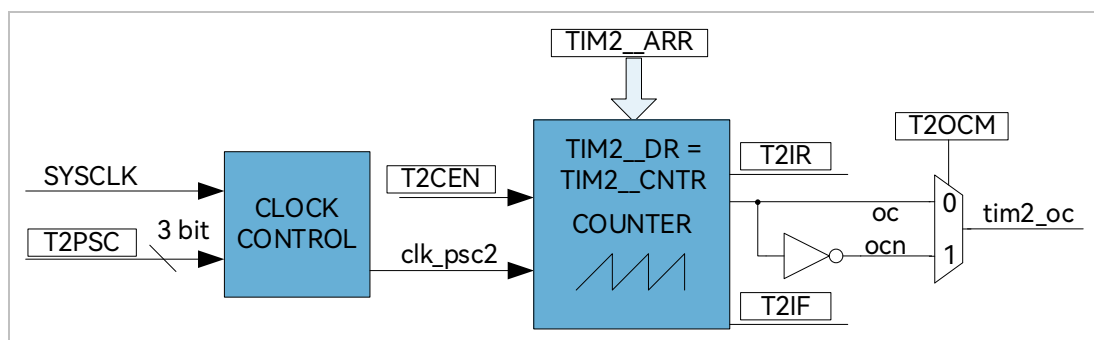 TIM2__ARR
T2OCM
TIM2__DR =
TIM2__CNTR
COUNTER
T2IR
SYSCLK
T2CEN
0
CLOCK
CONTROL
oc
tim2_oc
3 bit
T2PSC
clk_psc2
ocn
1
T2IF